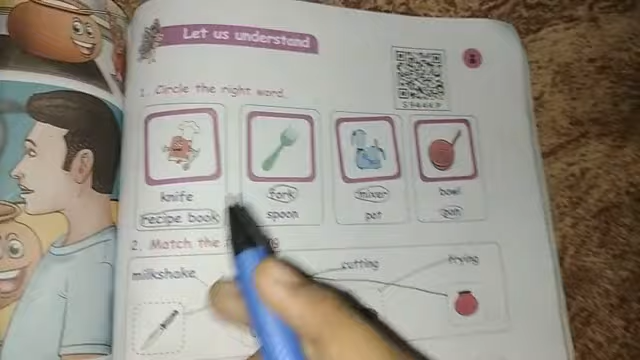 Let us understand
S9444P
1. Circle the right word.
knife fork mixer bowl
recipe book spoon pot pan
2. Match the
milkshake cutting frying